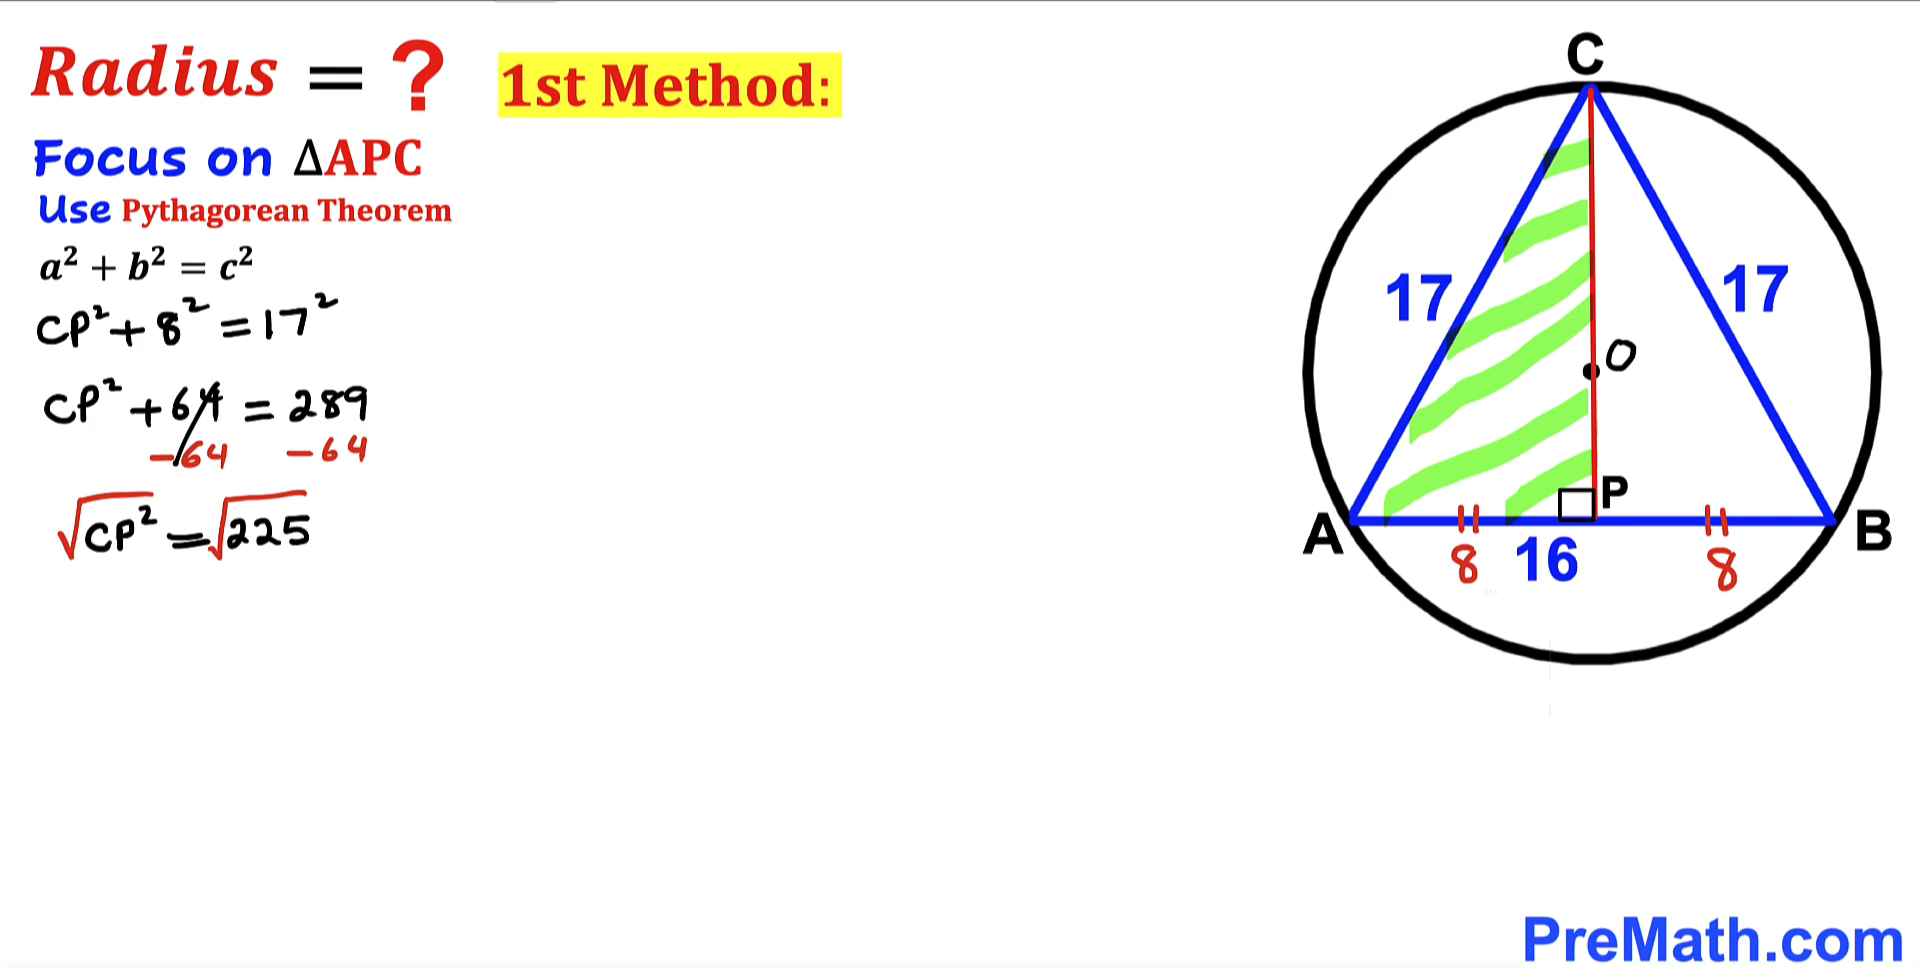 Radius = ?
1st Method:
Focus on ΔAPC
Use Pythagorean Theorem
a² + b² = c²
CP² + 8² = 17²
CP² + 64 = 289
-64 -64
√CP² = √225
C
17
17
O
P
A
B
8
16
8
PreMath.com